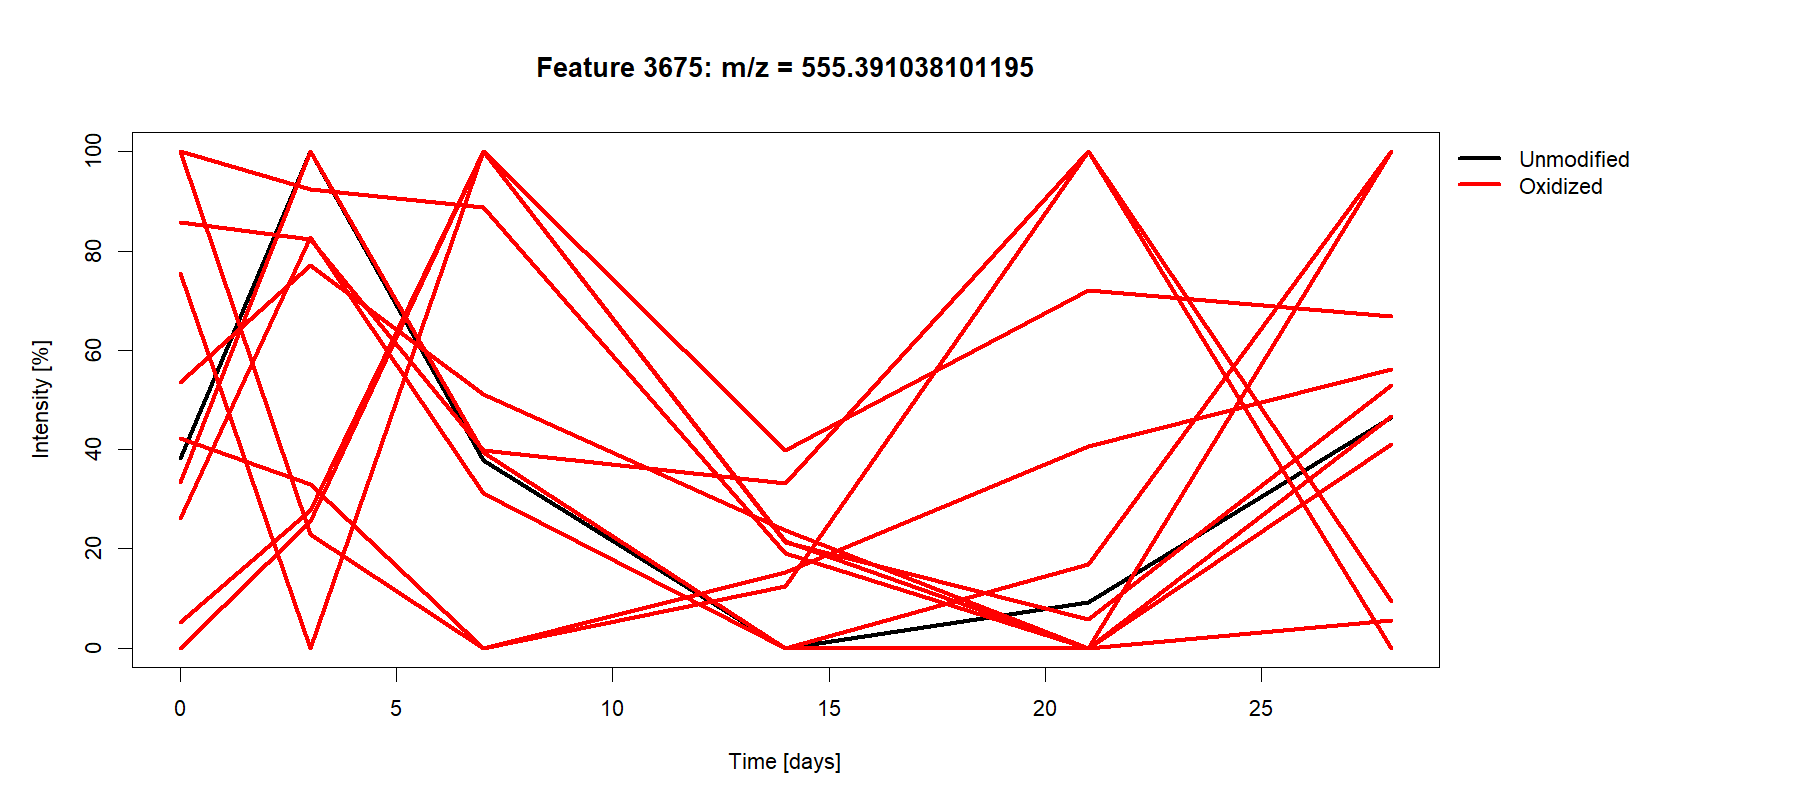 Feature 3675: m/z = 555.391038101195
Unmodified
Oxidized
Intensity [%]
100
80
60
40
20
0
0 5 10 15 20 25
Time [days]